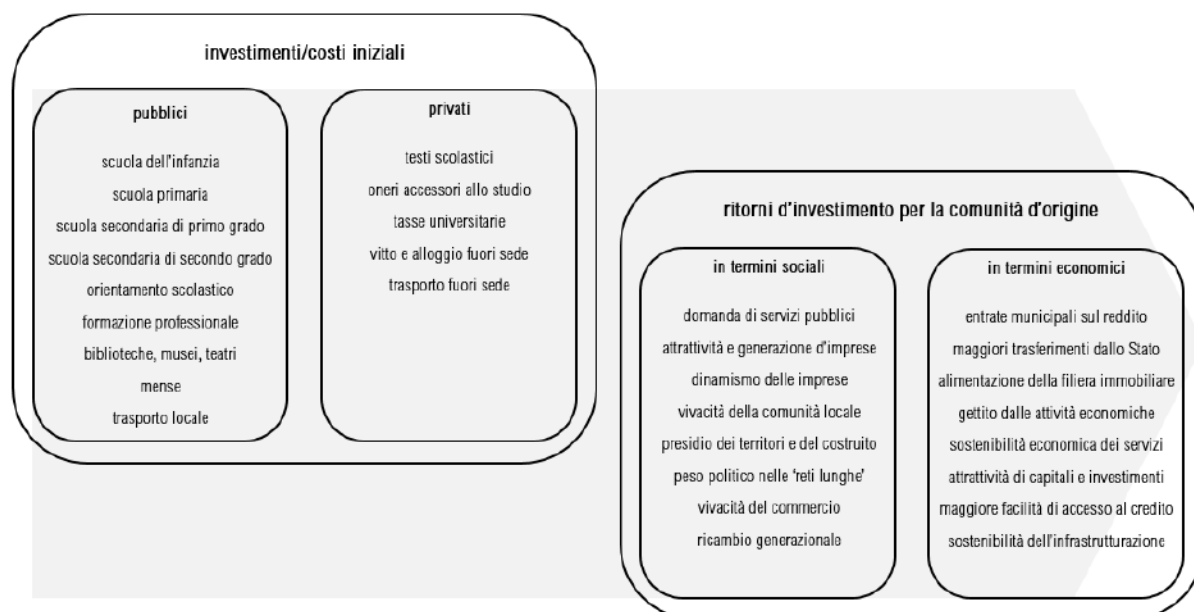 investimenti/costi iniziali
pubblici
scuola dell'infanzia
scuola primaria
scuola secondaria di primo grado
scuola secondaria di secondo grado
orientamento scolastico
formazione professionale
biblioteche, musei, teatri
mense
trasporto locale
privati
testi scolastici
oneri accessori allo studio
tasse universitarie
vitto e alloggio fuori sede
trasporto fuori sede
ritorni d'investimento per la comunità d'origine
in termini sociali
domanda di servizi pubblici
attrattività e generazione d'imprese
dinamismo delle imprese
vivacità della comunità locale
presidio dei territori e del costruito
peso politico nelle 'reti lunghe'
vivacità del commercio
ricambio generazionale
in termini economici
entrate municipali sul reddito
maggiori trasferimenti dallo Stato
alimentazione della filiera immobiliare
gettito dalle attività economiche
sostenibilità economica dei servizi
attrattività di capitali e investimenti
maggiore facilità di accesso al credito
sostenibilità dell'infrastrutturazione